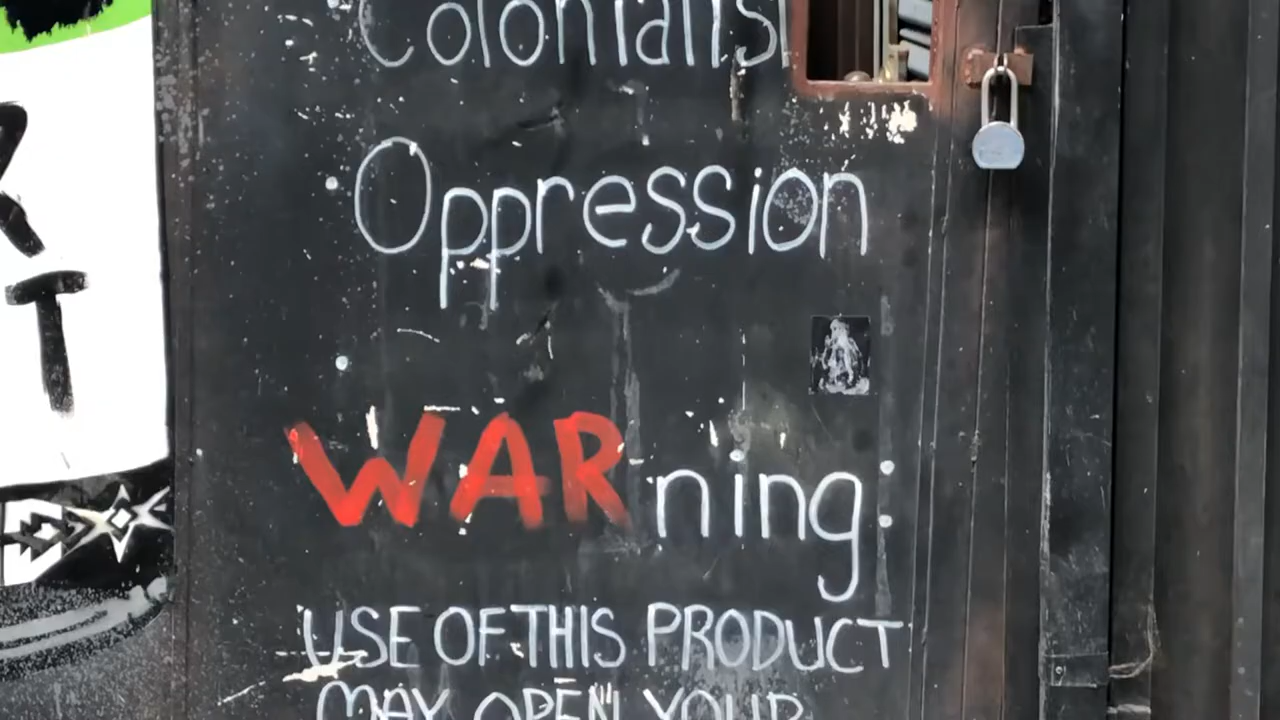 Colonialist
Oppression
WARning:
USE OF THIS PRODUCT
MAY OPEN YOUR